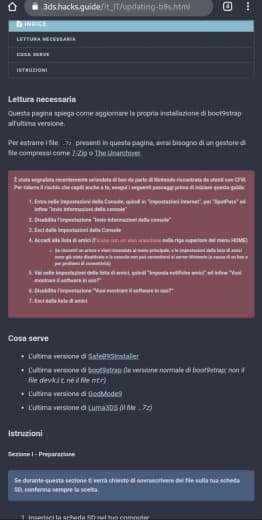 3ds.hacks.guide/it_IT/updating-b9s.html
4
INDICE
LETTURA NECESSARIA
COSA SERVE
ISTRUZIONI
Lettura necessaria
Questa pagina spiega come aggiornare la propria installazione di boot9strap
all'ultima versione.
Per estrarre i file .7z presenti in questa pagina, avrai bisogno di un gestore di
file compressi come 7-Zip o The Unarchiver.
È stata segnalata recentemente un'ondata di ban da parte di Nintendo riscontrata da utenti con CFW.
Per ridurre il rischio che capiti anche a te, esegui i seguenti passaggi prima di iniziare questa guida:
1. Entra nelle Impostazioni della Console, quindi in "Impostazioni Internet", poi "SpotPass" ed
infine "Invio informazioni della console"
2. Disabilita l'impostazione "Invio informazioni della console"
3. Esci dalle impostazioni della Console
4. Accedi alla lista di amici (l'icona con un viso arancione nella riga superiore del menu HOME)
5. Vai nelle impostazioni della lista di amici, quindi "Imposta notifiche amici" ed infine "Vuoi
mostrare il software in uso?"
6. Disabilita l'impostazione "Vuoi mostrare il software in uso?"
7. Esci dalla lista di amici
Cosa serve
• L'ultima versione di SafeB9SInstaller
• L'ultima versione di boot9strap (la versione normale di boot9strap; non il
file devkit, né il file ntr)
• L'ultima versione di GodMode9
• L'ultima versione di Luma3DS (il file .7z)
Istruzioni
Sezione I - Preparazione
Se durante questa sezione ti verrà chiesto di sovrascrivere dei file sulla tua scheda
SD, conferma sempre la scelta.
1. Inserisci la scheda SD nel tuo computer